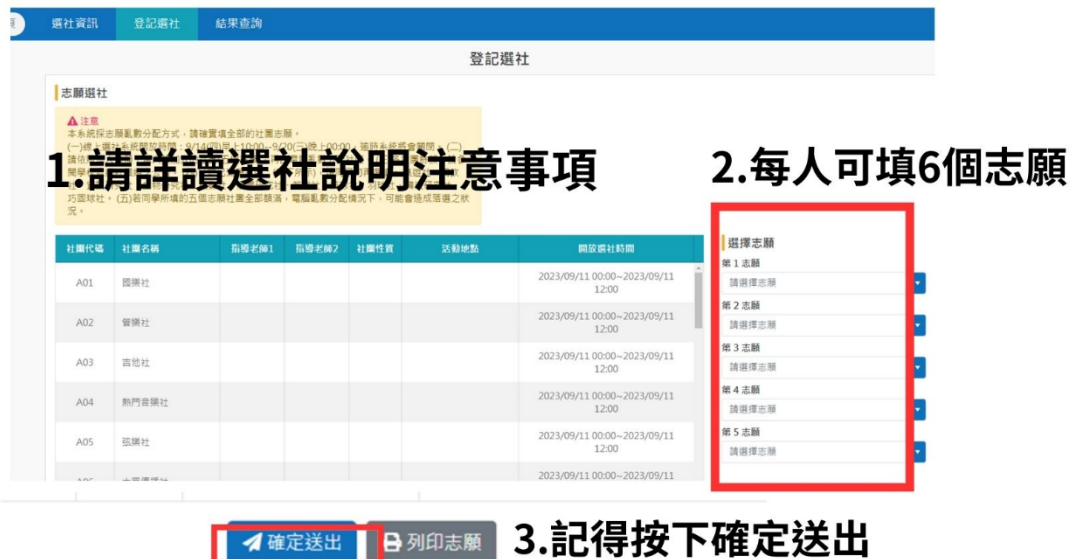 選社資訊 登記選社 結果查詢
登記選社
志願選社
注意
本系統採志願亂數分配方式，請確實填全部的社團志願。
1.請詳讀選社說明注意事項
2.每人可填6個志願
巧固球社。(五)若同學所填的五個志願社團全部額滿，電腦亂數分配情況下，可能會造成落選之狀
況。
社團代碼 社團名稱 指導老師1 指導老師2 社團性質 活動地點 開放選社時間
A01 國樂社 2023/09/11 00:00~2023/09/11
12:00
A02 管樂社 2023/09/11 00:00~2023/09/11
12:00
A03 吉他社 2023/09/11 00:00~2023/09/11
12:00
A04 熱門音樂社 2023/09/11 00:00~2023/09/11
12:00
A05 弦樂社 2023/09/11 00:00~2023/09/11
12:00
2023/09/11 00:00~2023/09/11
選擇志願
第 1 志願
請選擇志願
第 2 志願
請選擇志願
第 3 志願
請選擇志願
第 4 志願
請選擇志願
第 5 志願
請選擇志願
確定送出 列印志願
3.記得按下確定送出